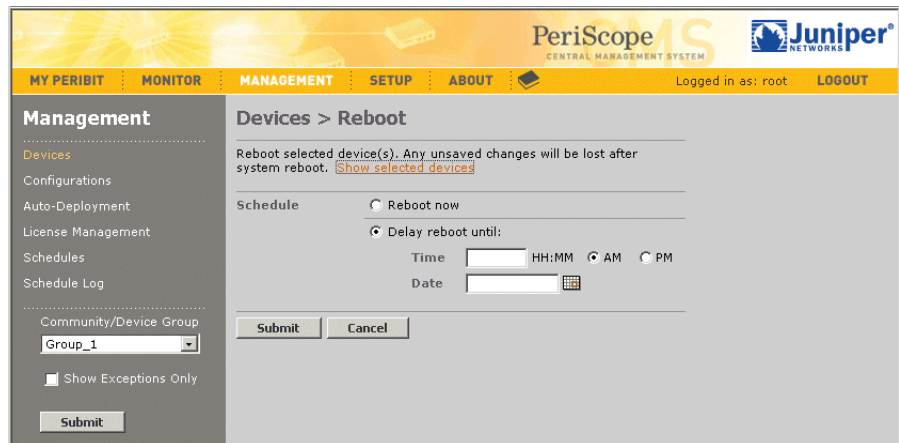 PeriScope
CENTRAL MANAGEMENT SYSTEM
CMS
Juniper®
NETWORKS
MY PERIBIT MONITOR MANAGEMENT SETUP ABOUT Logged in as: root LOGOUT
Management
Devices
Configurations
Auto-Deployment
License Management
Schedules
Schedule Log
Community/Device Group
Group_1
Show Exceptions Only
Submit
Devices > Reboot
Reboot selected device(s). Any unsaved changes will be lost after
system reboot. Show selected devices
Schedule Reboot now
Delay reboot until:
Time HH:MM AM PM
Date
Submit Cancel